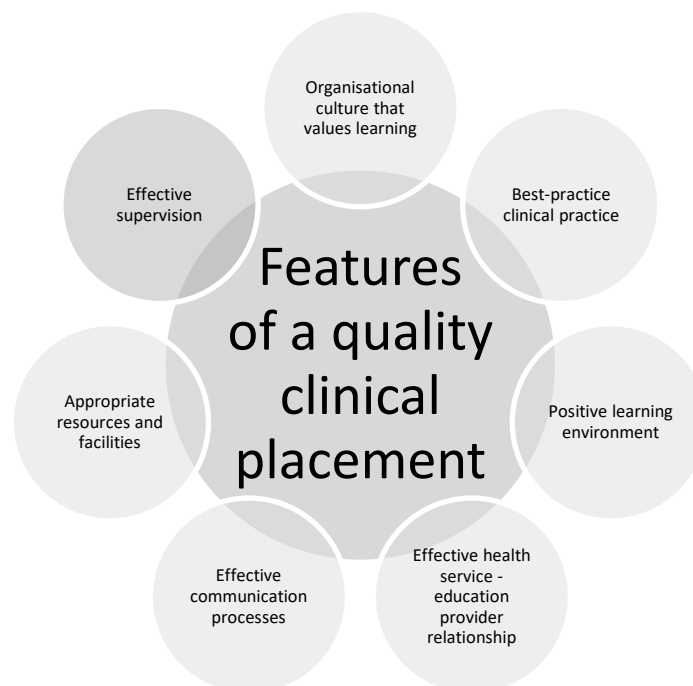 Organisational
culture that
values learning
Best-practice
clinical practice
Positive learning
environment
Effective health
service -
education
provider
relationship
Effective
communication
processes
Appropriate
resources and
facilities
Effective
supervision
Features
of a quality
clinical
placement